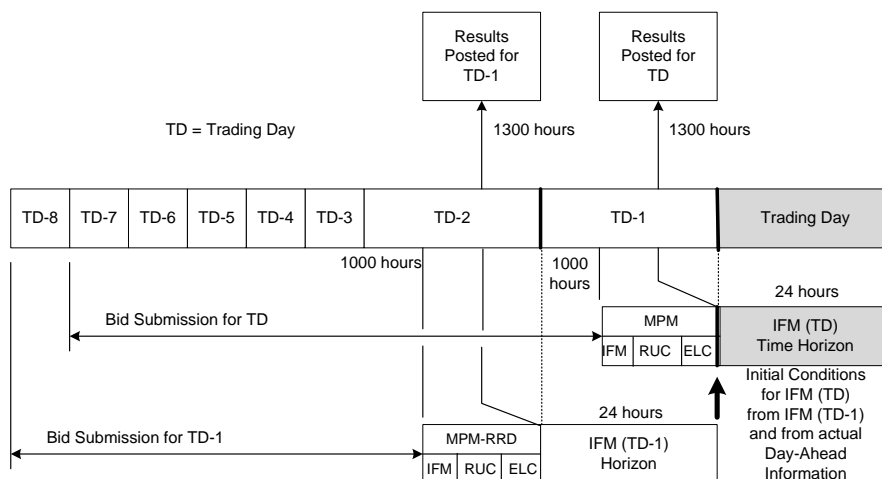 Results
Posted for
TD-1
Results
Posted for
TD
TD = Trading Day
1300 hours
1300 hours
TD-8
TD-7
TD-6
TD-5
TD-4
TD-3
TD-2
TD-1
Trading Day
1000 hours
1000
hours
24 hours
Bid Submission for TD
MPM
IFM
RUC
ELC
IFM (TD)
Time Horizon
Initial Conditions
for IFM (TD)
from IFM (TD-1)
and from actual
Day-Ahead
Information
24 hours
Bid Submission for TD-1
MPM-RRD
IFM
RUC
ELC
IFM (TD-1)
Horizon